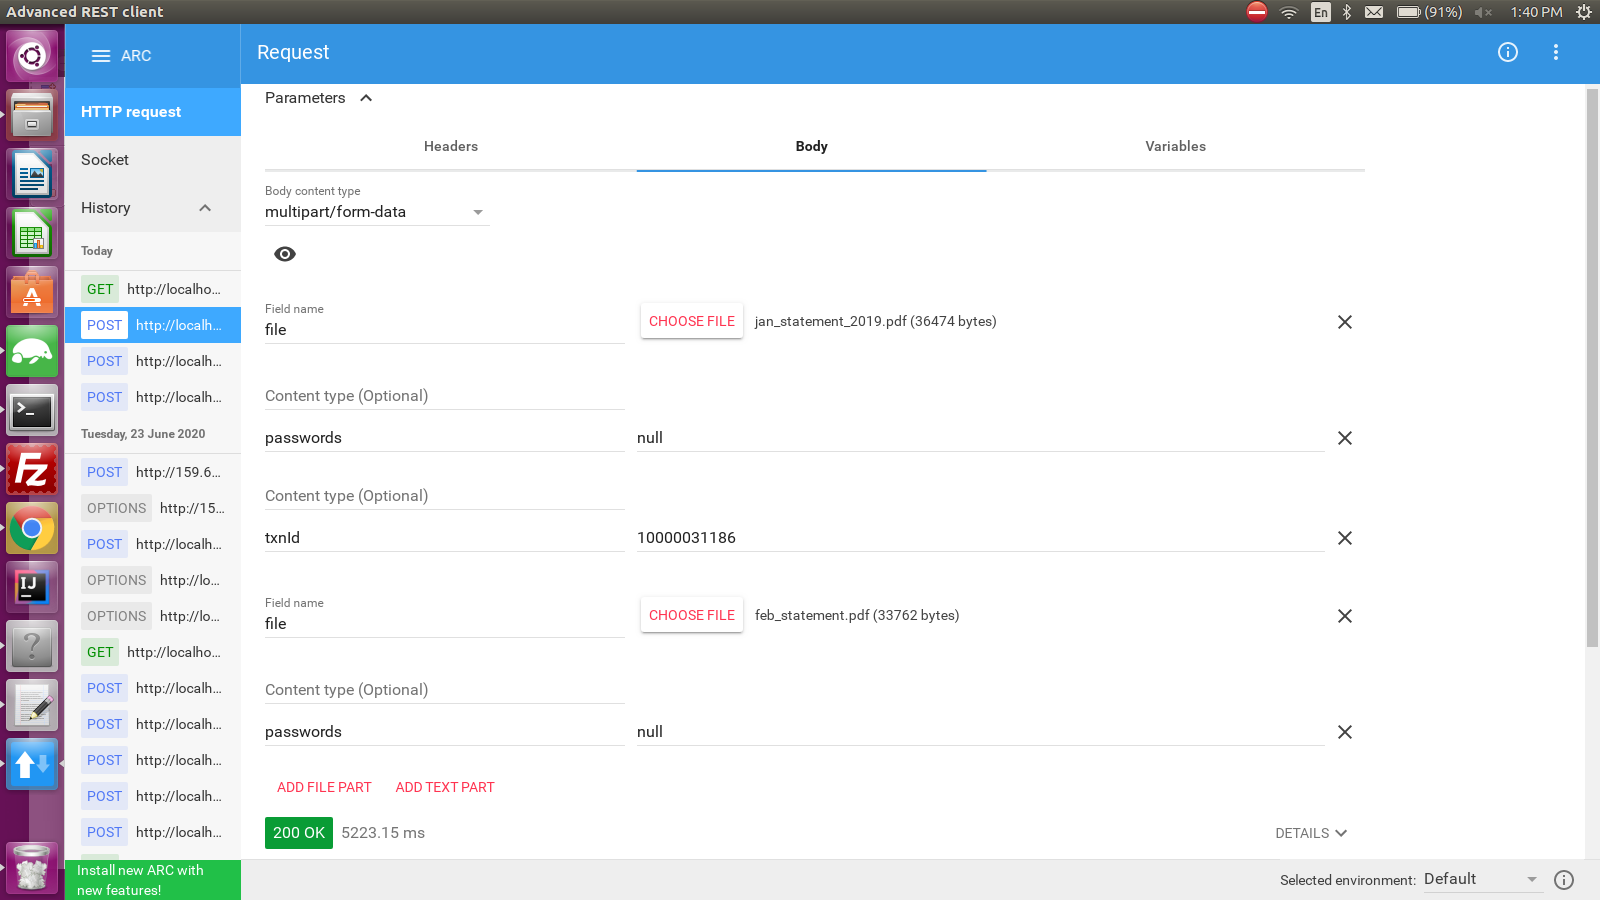 Advanced REST client
En
(91%)
1:40 PM
ARC
Request
HTTP request
Socket
History
Today
GET http://localho...
POST http://localh...
POST http://localh...
POST http://localh...
Tuesday, 23 June 2020
POST http://159.6...
OPTIONS http://15...
POST http://localh...
OPTIONS http://lo...
OPTIONS http://lo...
GET http://localho...
POST http://localh...
POST http://localh...
POST http://localh...
POST http://localh...
POST http://localh...
Install new ARC with
new features!
Parameters
Headers Body Variables
Body content type
multipart/form-data
Field name
file
CHOOSE FILE jan_statement_2019.pdf (36474 bytes)
Content type (Optional)
passwords null
Content type (Optional)
txnId 10000031186
Field name
file
CHOOSE FILE feb_statement.pdf (33762 bytes)
Content type (Optional)
passwords null
ADD FILE PART ADD TEXT PART
200 OK 5223.15 ms DETAILS
Selected environment: Default